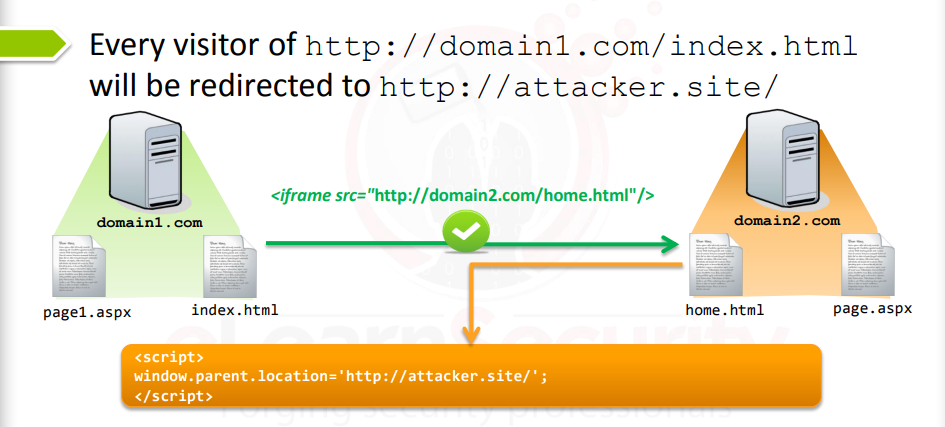 Every visitor of http://domain1.com/index.html
will be redirected to http://attacker.site/
<iframe src="http://domain2.com/home.html"/>
domain1.com
domain2.com
page1.aspx
index.html
home.html
page.aspx
eLearnSecurity
<script>
window.parent.location='http://attacker.site/';
</script>
Forging security professionals